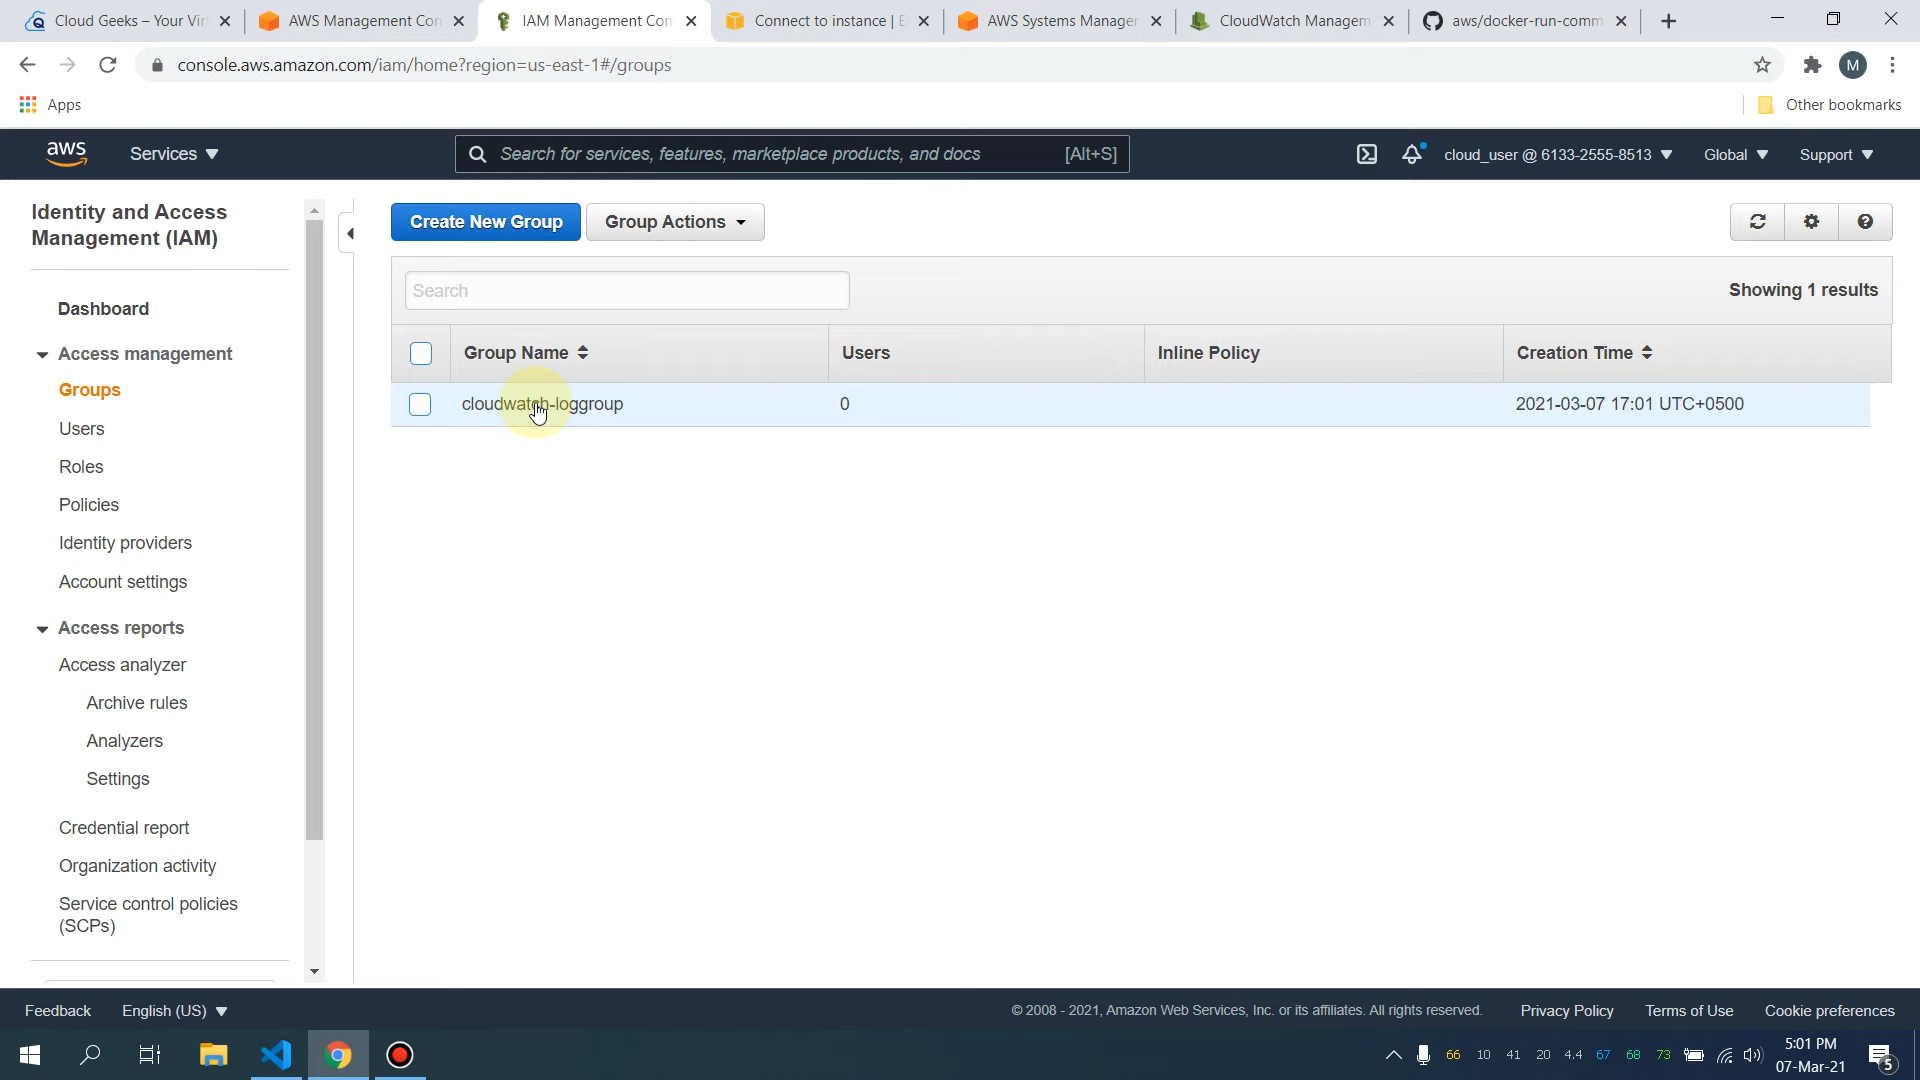 Cloud Geeks – Your Vir
AWS Management Con
IAM Management Con
Connect to instance | E
AWS Systems Manager
CloudWatch Managem
aws/docker-run-comm
console.aws.amazon.com/iam/home?region=us-east-1#/groups
M
Apps
Other bookmarks
aws
Services
Search for services, features, marketplace products, and docs
[Alt+S]
cloud_user @ 6133-2555-8513
Global
Support
Identity and Access
Management (IAM)
Dashboard
Access management
Groups
Users
Roles
Policies
Identity providers
Account settings
Access reports
Access analyzer
Archive rules
Analyzers
Settings
Credential report
Organization activity
Service control policies
(SCPs)
Create New Group
Group Actions
Search
Showing 1 results
Group Name
Users
Inline Policy
Creation Time
cloudwatch-loggroup
0
2021-03-07 17:01 UTC+0500
Feedback
English (US)
© 2008 - 2021, Amazon Web Services, Inc. or its affiliates. All rights reserved.
Privacy Policy
Terms of Use
Cookie preferences
66
10
41
20
4.4
67
68
73
5:01 PM
07-Mar-21
5